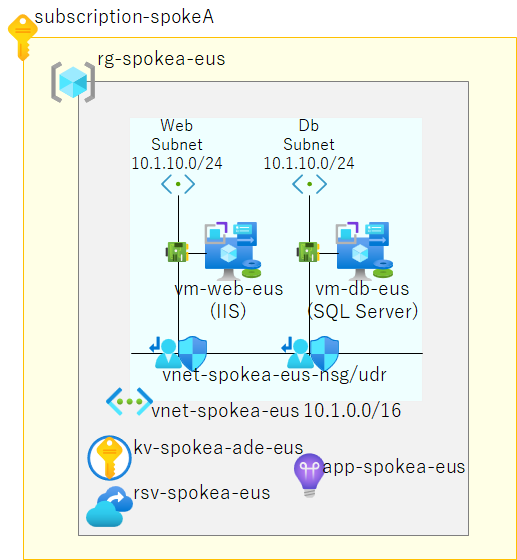 subscription-spokeA
rg-spokea-eus
Web
Subnet
10.1.10.0/24
Db
Subnet
10.1.10.0/24
vm-web-eus
(IIS)
vm-db-eus
(SQL Server)
vnet-spokea-eus-nsg/udr
vnet-spokea-eus 10.1.0.0/16
kv-spokea-ade-eus
app-spokea-eus
rsv-spokea-eus